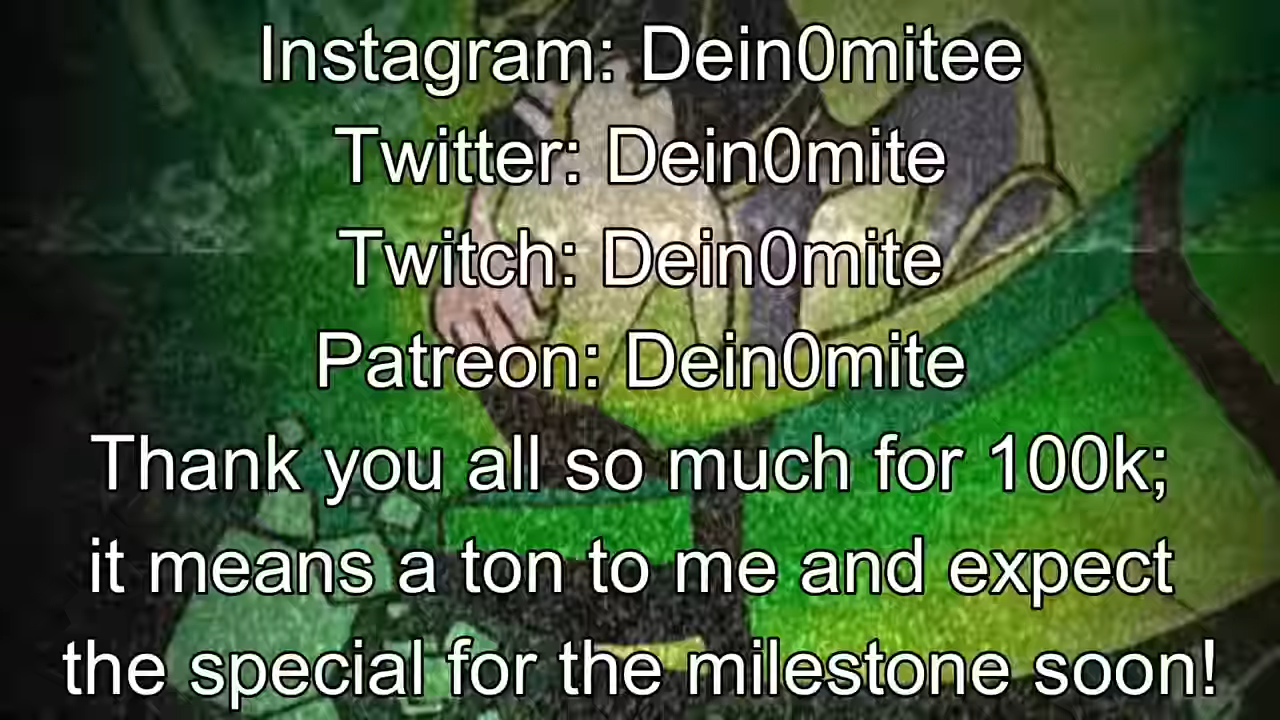 Instagram: Dein0mitee
Twitter: Dein0mite
Twitch: Dein0mite
Patreon: Dein0mite
Thank you all so much for 100k;
it means a ton to me and expect
the special for the milestone soon!